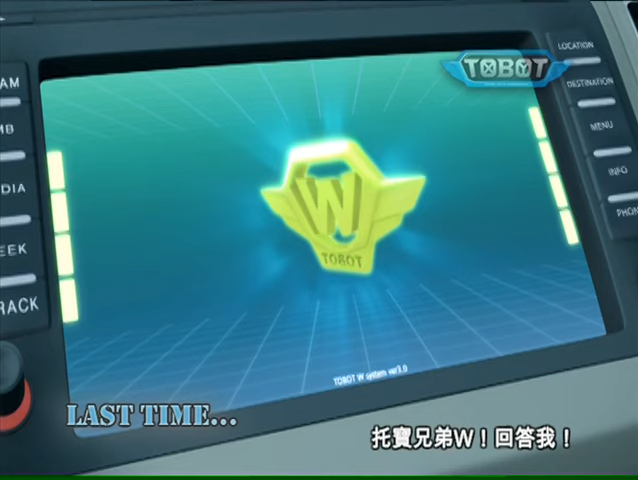 AM
MB
DIA
EEK
RACK
TOBOT
LOCATION
DESTINATION
MENU
INFO
PHON
W
TOBOT
TOBOT W system ver3.0
LAST TIME...
托寶兄弟W！回答我！